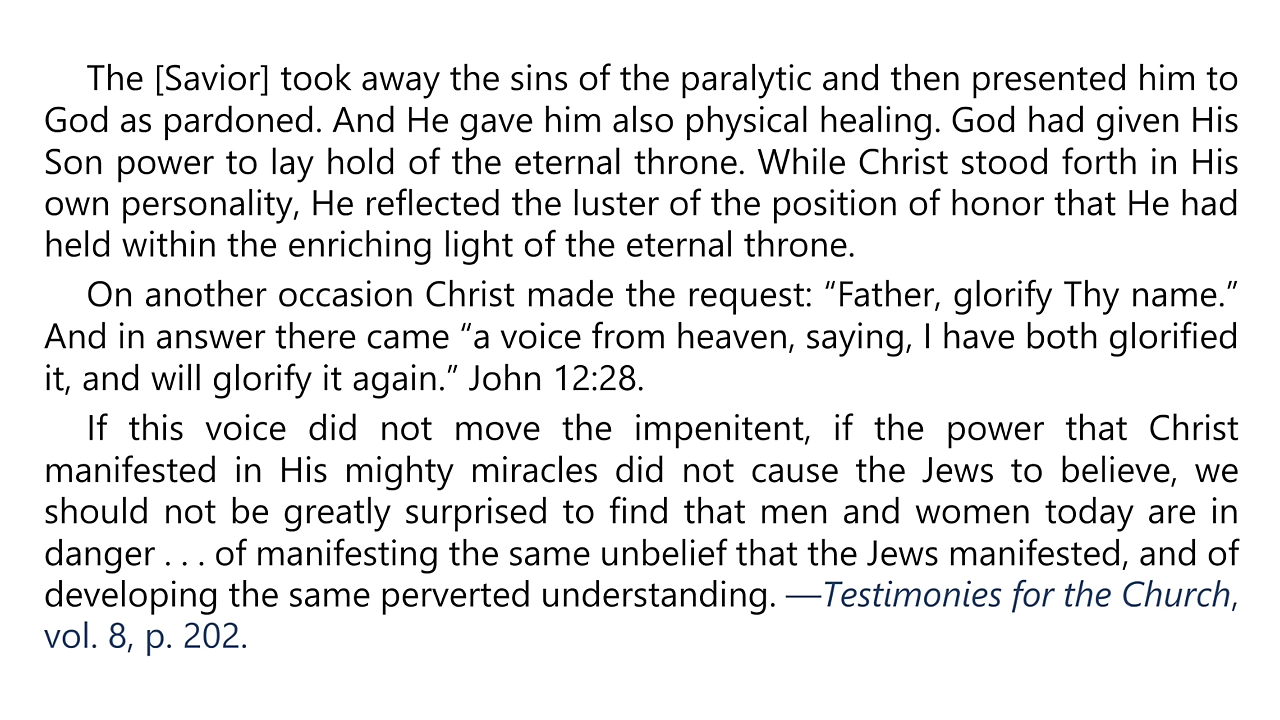 The [Savior] took away the sins of the paralytic and then presented him to
God as pardoned. And He gave him also physical healing. God had given His
Son power to lay hold of the eternal throne. While Christ stood forth in His
own personality, He reflected the luster of the position of honor that He had
held within the enriching light of the eternal throne.
On another occasion Christ made the request: “Father, glorify Thy name.”
And in answer there came “a voice from heaven, saying, I have both glorified
it, and will glorify it again.” John 12:28.
If this voice did not move the impenitent, if the power that Christ
manifested in His mighty miracles did not cause the Jews to believe, we
should not be greatly surprised to find that men and women today are in
danger . . . of manifesting the same unbelief that the Jews manifested, and of
developing the same perverted understanding. —Testimonies for the Church,
vol. 8, p. 202.